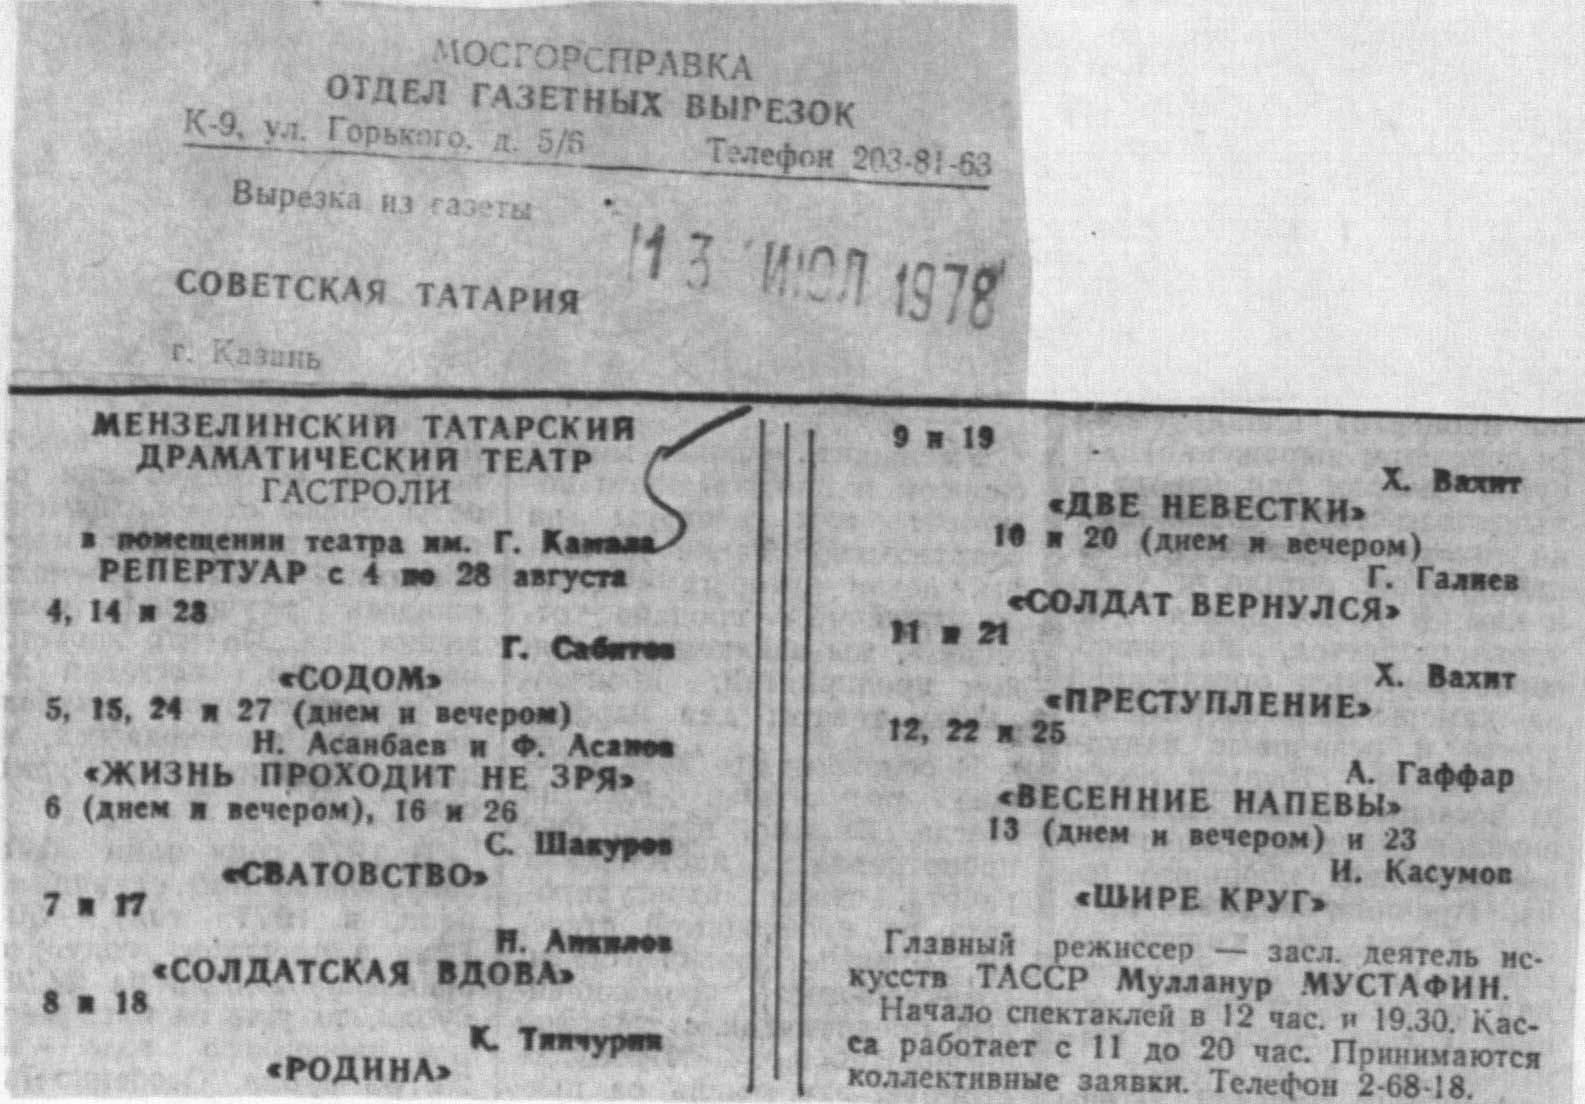 МОСГОРСПРАВКА
ОТДЕЛ ГАЗЕТНЫХ ВЫРЕЗОК
К-9, ул. Горького, д. 5/6 Телефон 203-81-63
Вырезка из газеты
13 ИЮЛ 1978
СОВЕТСКАЯ ТАТАРИЯ
г. Казань
МЕНЗЕЛИНСКИЙ ТАТАРСКИЙ
ДРАМАТИЧЕСКИЙ ТЕАТР
ГАСТРОЛИ
в помещении театра им. Г. Камала
РЕПЕРТУАР с 4 по 28 августа
4, 14 и 28
Г. Сабитов
«СОДОМ»
5, 15, 24 и 27 (днем и вечером)
Н. Асанбаев и Ф. Асанов
«ЖИЗНЬ ПРОХОДИТ НЕ ЗРЯ»
6 (днем и вечером), 16 и 26
С. Шакуров
«СВАТОВСТВО»
7 и 17
Н. Анкилов
«СОЛДАТСКАЯ ВДОВА»
8 и 18
К. Тинчурин
«РОДИНА»
9 и 19
Х. Вахит
«ДВЕ НЕВЕСТКИ»
10 и 20 (днем и вечером)
Г. Галиев
«СОЛДАТ ВЕРНУЛСЯ»
11 и 21
Х. Вахит
«ПРЕСТУПЛЕНИЕ»
12, 22 и 25
А. Гаффар
«ВЕСЕННИЕ НАПЕВЫ»
13 (днем и вечером) и 23
И. Касумов
«ШИРЕ КРУГ»
Главный режиссер — засл. деятель ис-
кусств ТАССР Мулланур МУСТАФИН.
Начало спектаклей в 12 час. и 19.30. Кас-
са работает с 11 до 20 час. Принимаются
коллективные заявки. Телефон 2-68-18.